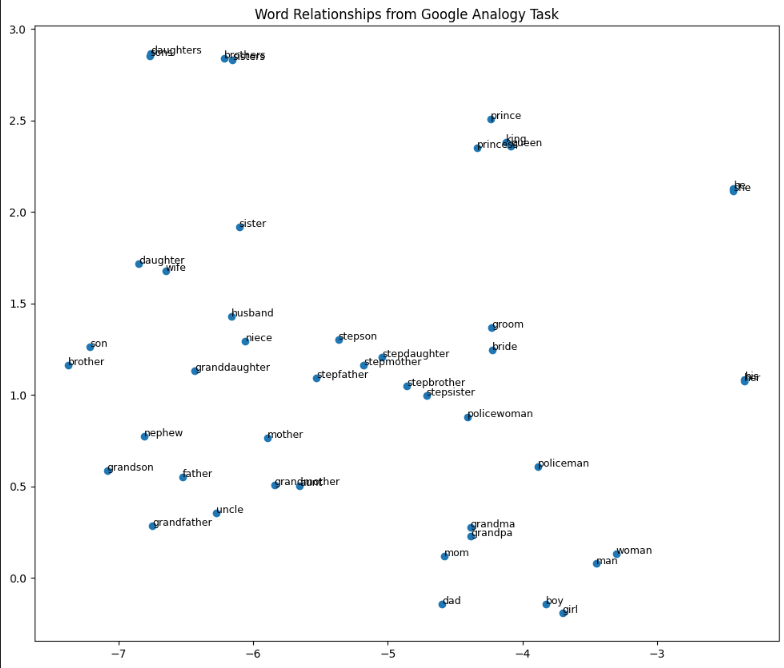 Word Relationships from Google Analogy Task
3.0
daughters
sons
brothers
sisters
2.5
prince
king
queen
princess
he
she
2.0
sister
daughter
wife
1.5
husband
groom
son
niece
stepson
bride
stepdaughter
brother
stepmother
granddaughter
stepfather
his
her
1.0
stepbrother
stepsister
policewoman
nephew
mother
policeman
grandson
father
0.5
grandmother
aunt
uncle
grandfather
grandma
grandpa
mom
woman
man
0.0
dad
boy
girl
−7
−6
−5
−4
−3